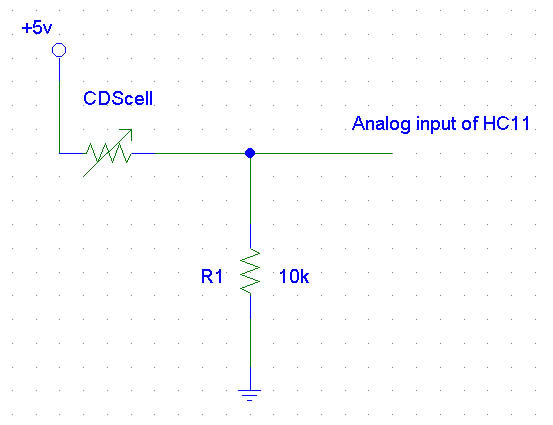 +5v
CDScell
Analog input of HC11
R1 10k